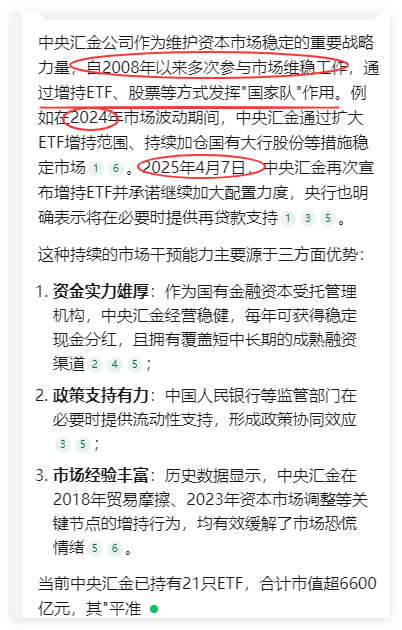 中央汇金公司作为维护资本市场稳定的重要战略
力量，自2008年以来多次参与市场维稳工作，通
过增持ETF、股票等方式发挥"国家队"作用。例
如在2024年市场波动期间，中央汇金通过扩大
ETF增持范围、持续加仓国有大行股份等措施稳
定市场 1 6 。2025年4月7日，中央汇金再次宣
布增持ETF并承诺继续加大配置力度，央行也明
确表示将在必要时提供再贷款支持 1 3 5 。
这种持续的市场干预能力主要源于三方面优势：
1. 资金实力雄厚：作为国有金融资本受托管理
机构，中央汇金经营稳健，每年可获得稳定
现金分红，且拥有覆盖短中长期的成熟融资
渠道 2 4 5 ；
2. 政策支持有力：中国人民银行等监管部门在
必要时提供流动性支持，形成政策协同效应
3 5 ；
3. 市场经验丰富：历史数据显示，中央汇金在
2018年贸易摩擦、2023年资本市场调整等关
键节点的增持行为，均有效缓解了市场恐慌
情绪 5 6 。
当前中央汇金已持有21只ETF，合计市值超6600
亿元，其"平准